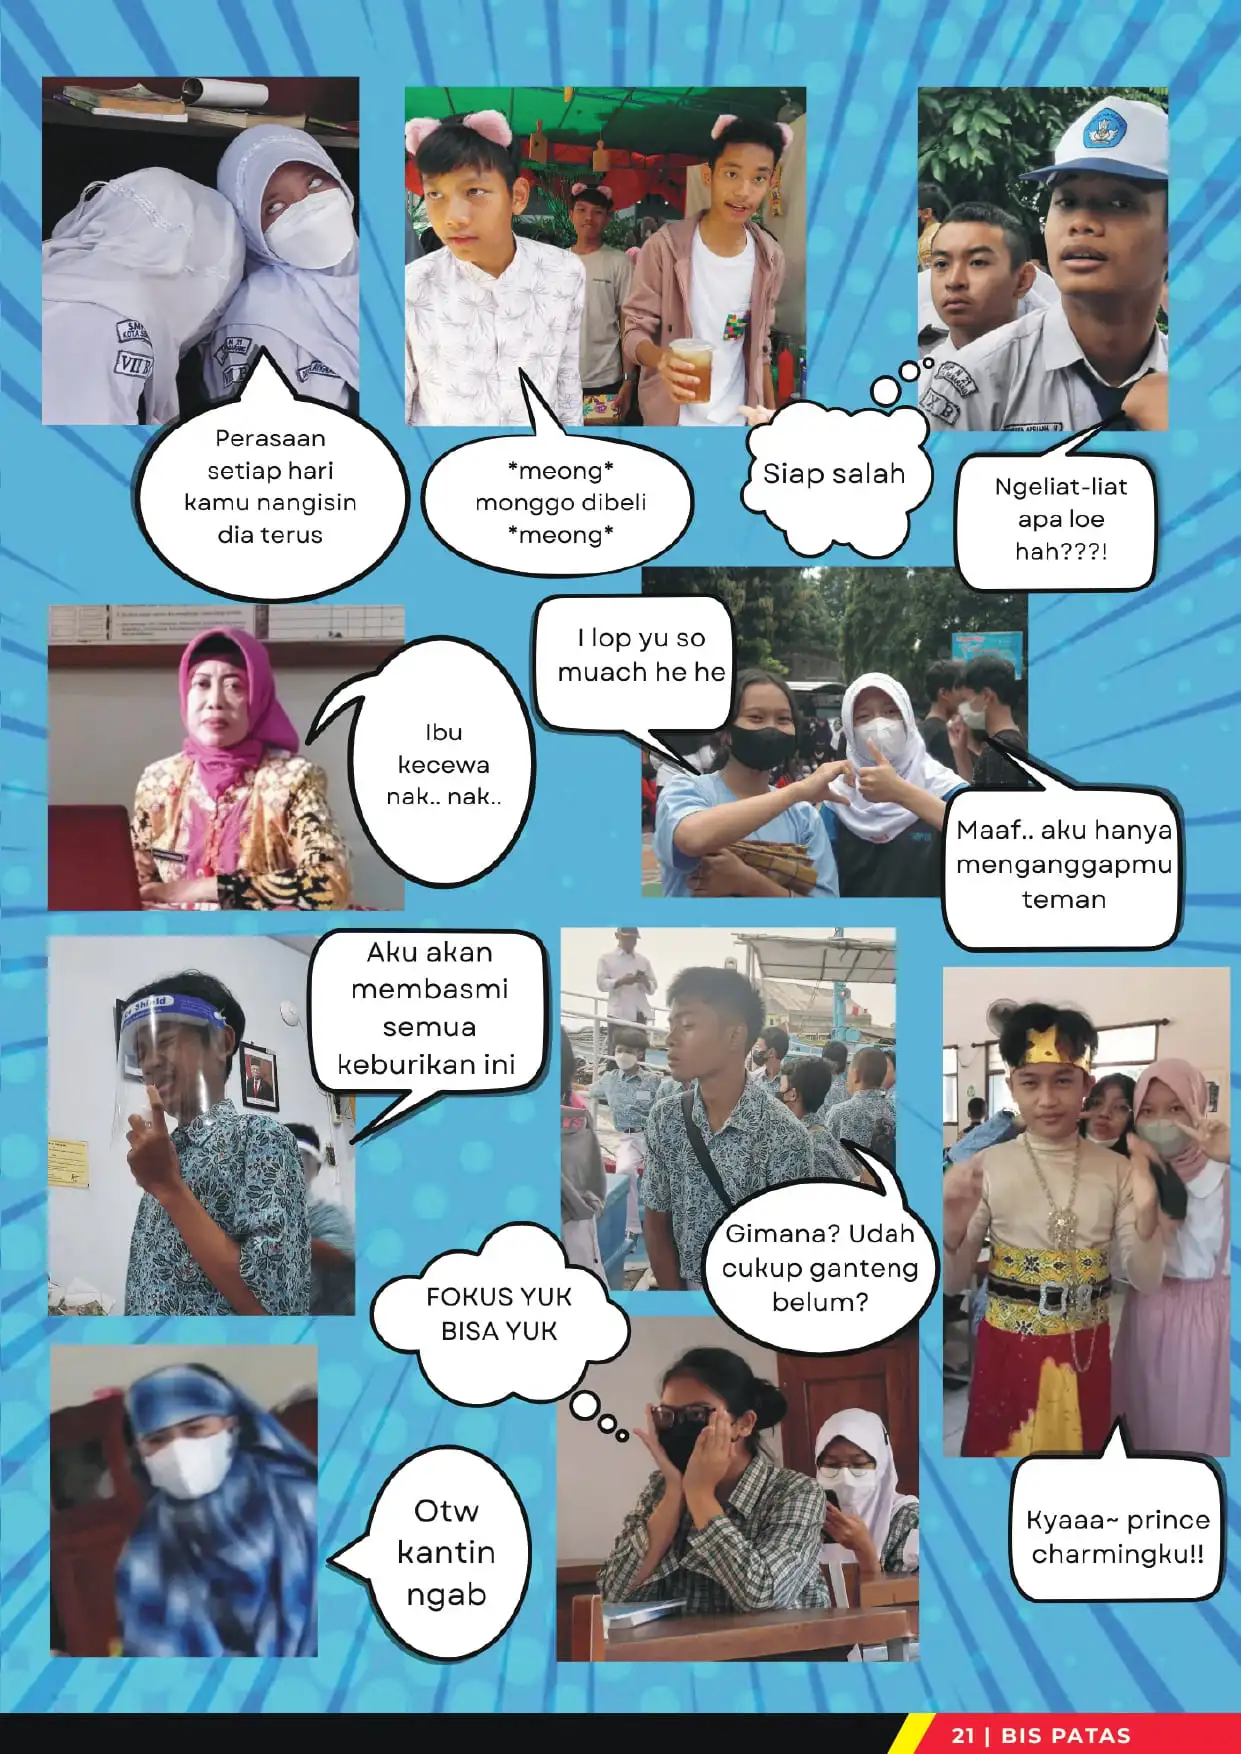 Perasaan
setiap hari
kamu nangisin
dia terus
*meong*
monggo dibeli
*meong*
Siap salah
Ngeliat-liat
apa loe
hah???!
VII B
IX B
I lop yu so
muach he he
Ibu
kecewa
nak.. nak..
Maaf.. aku hanya
menganggapmu
teman
Aku akan
membasmi
semua
keburikan ini
Shield
Gimana? Udah
cukup ganteng
belum?
FOKUS YUK
BISA YUK
Otw
kantin
ngab
Kyaaa~ prince
charmingku!!
21 | BIS PATAS